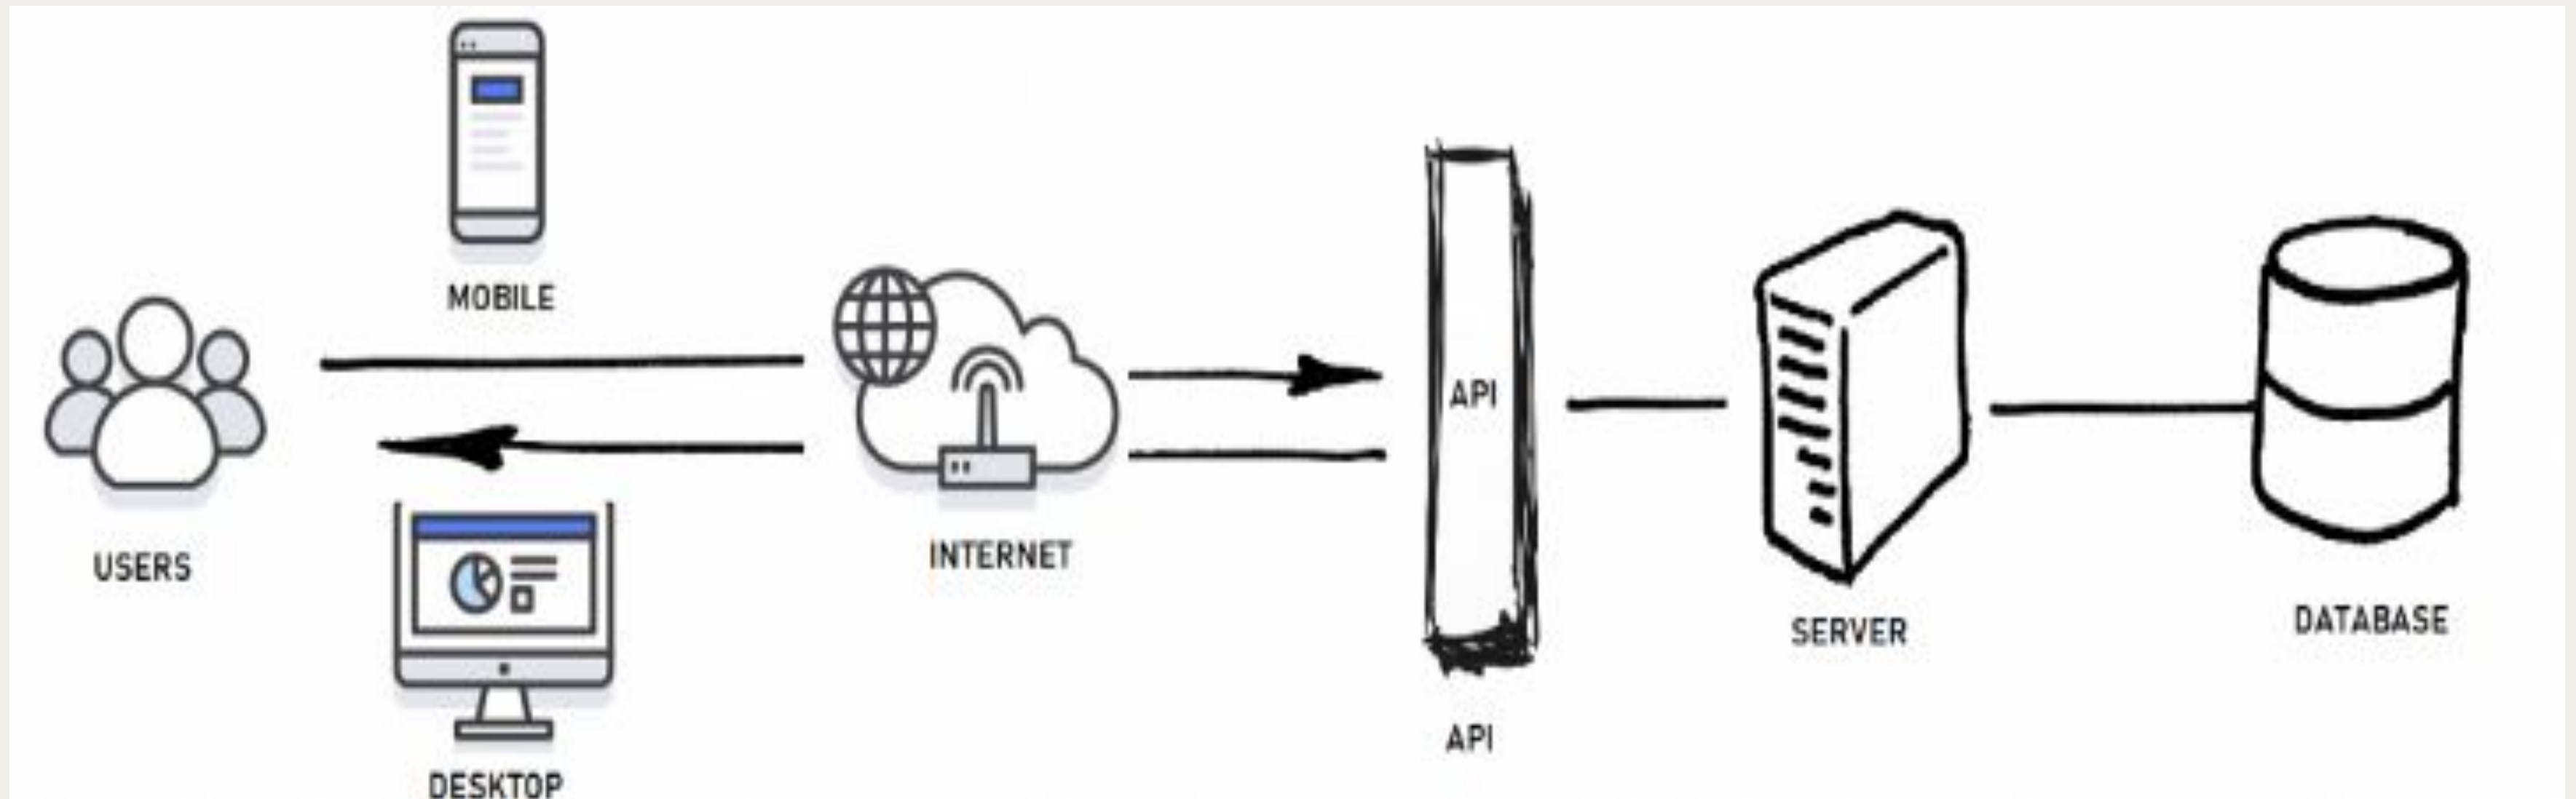 MOBILE
USERS
INTERNET
DESKTOP
API
API
SERVER
DATABASE